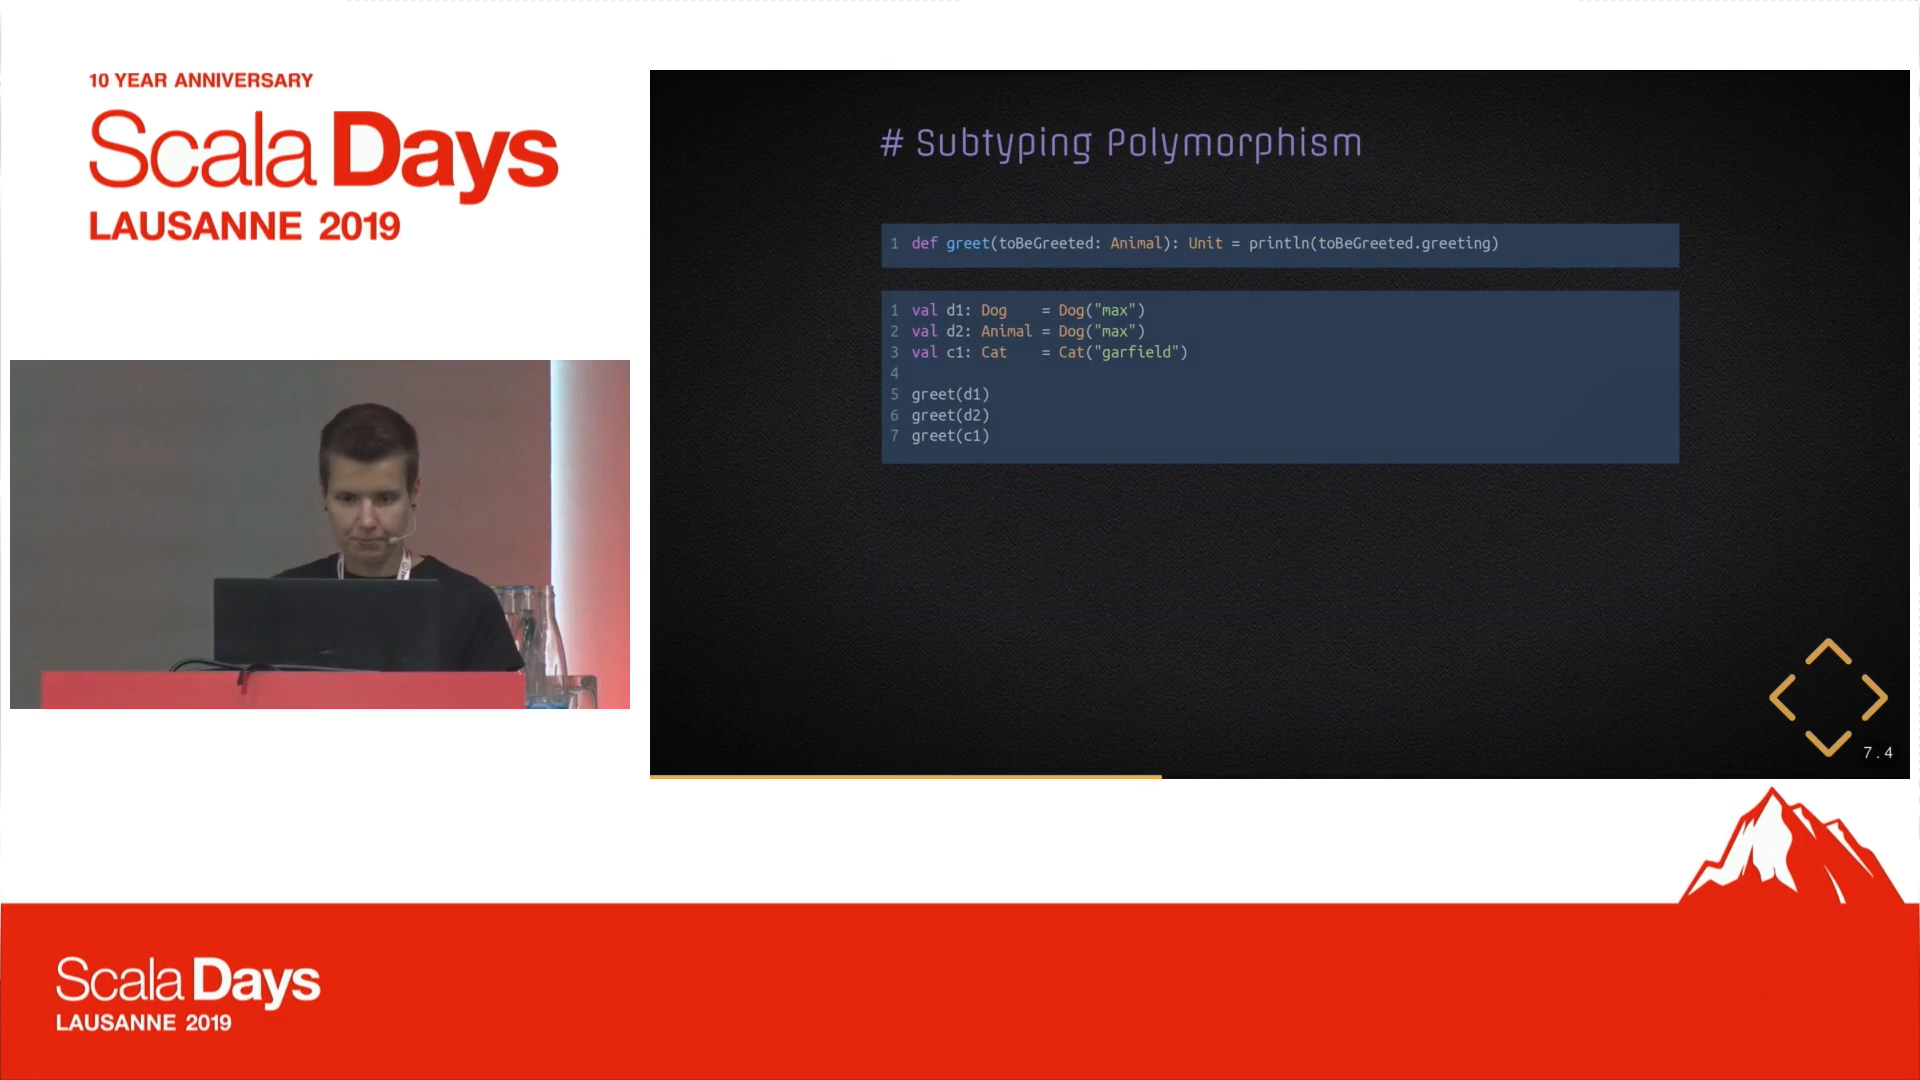 10 YEAR ANNIVERSARY
Scala Days
LAUSANNE 2019
# Subtyping Polymorphism
1 def greet(toBeGreeted: Animal): Unit = println(toBeGreeted.greeting)
1 val d1: Dog    = Dog("max")
2 val d2: Animal = Dog("max")
3 val c1: Cat    = Cat("garfield")
4
5 greet(d1)
6 greet(d2)
7 greet(c1)
7.4
Scala Days
LAUSANNE 2019